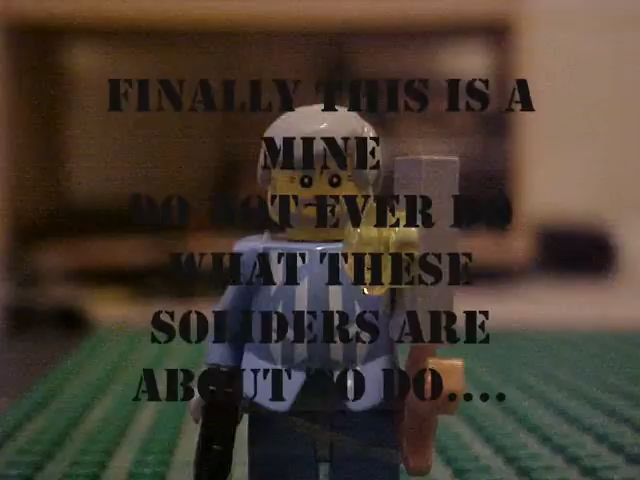 FINALLY THIS IS A
MINE
DO NOT EVER DO
WHAT THESE
SOLIDERS ARE
ABOUT TO DO....